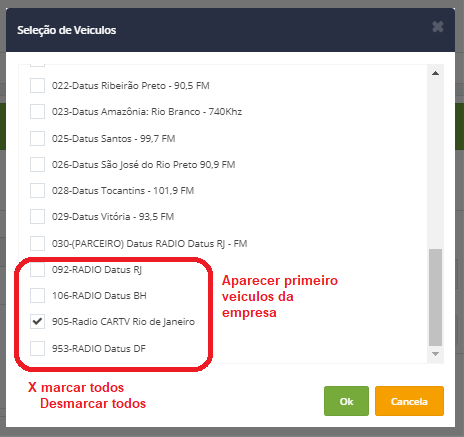 Seleção de Veiculos
022-Datus Ribeirão Preto - 90,5 FM
023-Datus Amazônia: Rio Branco - 740Khz
025-Datus Santos - 99,7 FM
026-Datus São José do Rio Preto 90,9 FM
028-Datus Tocantins - 101,9 FM
029-Datus Vitória - 93,5 FM
030-(PARCEIRO) Datus RADIO Datus RJ - FM
092-RADIO Datus RJ
106-RADIO Datus BH
905-Radio CARTV Rio de Janeiro
953-RADIO Datus DF
Aparecer primeiro
veiculos da
empresa
X marcar todos
Desmarcar todos
Ok
Cancela